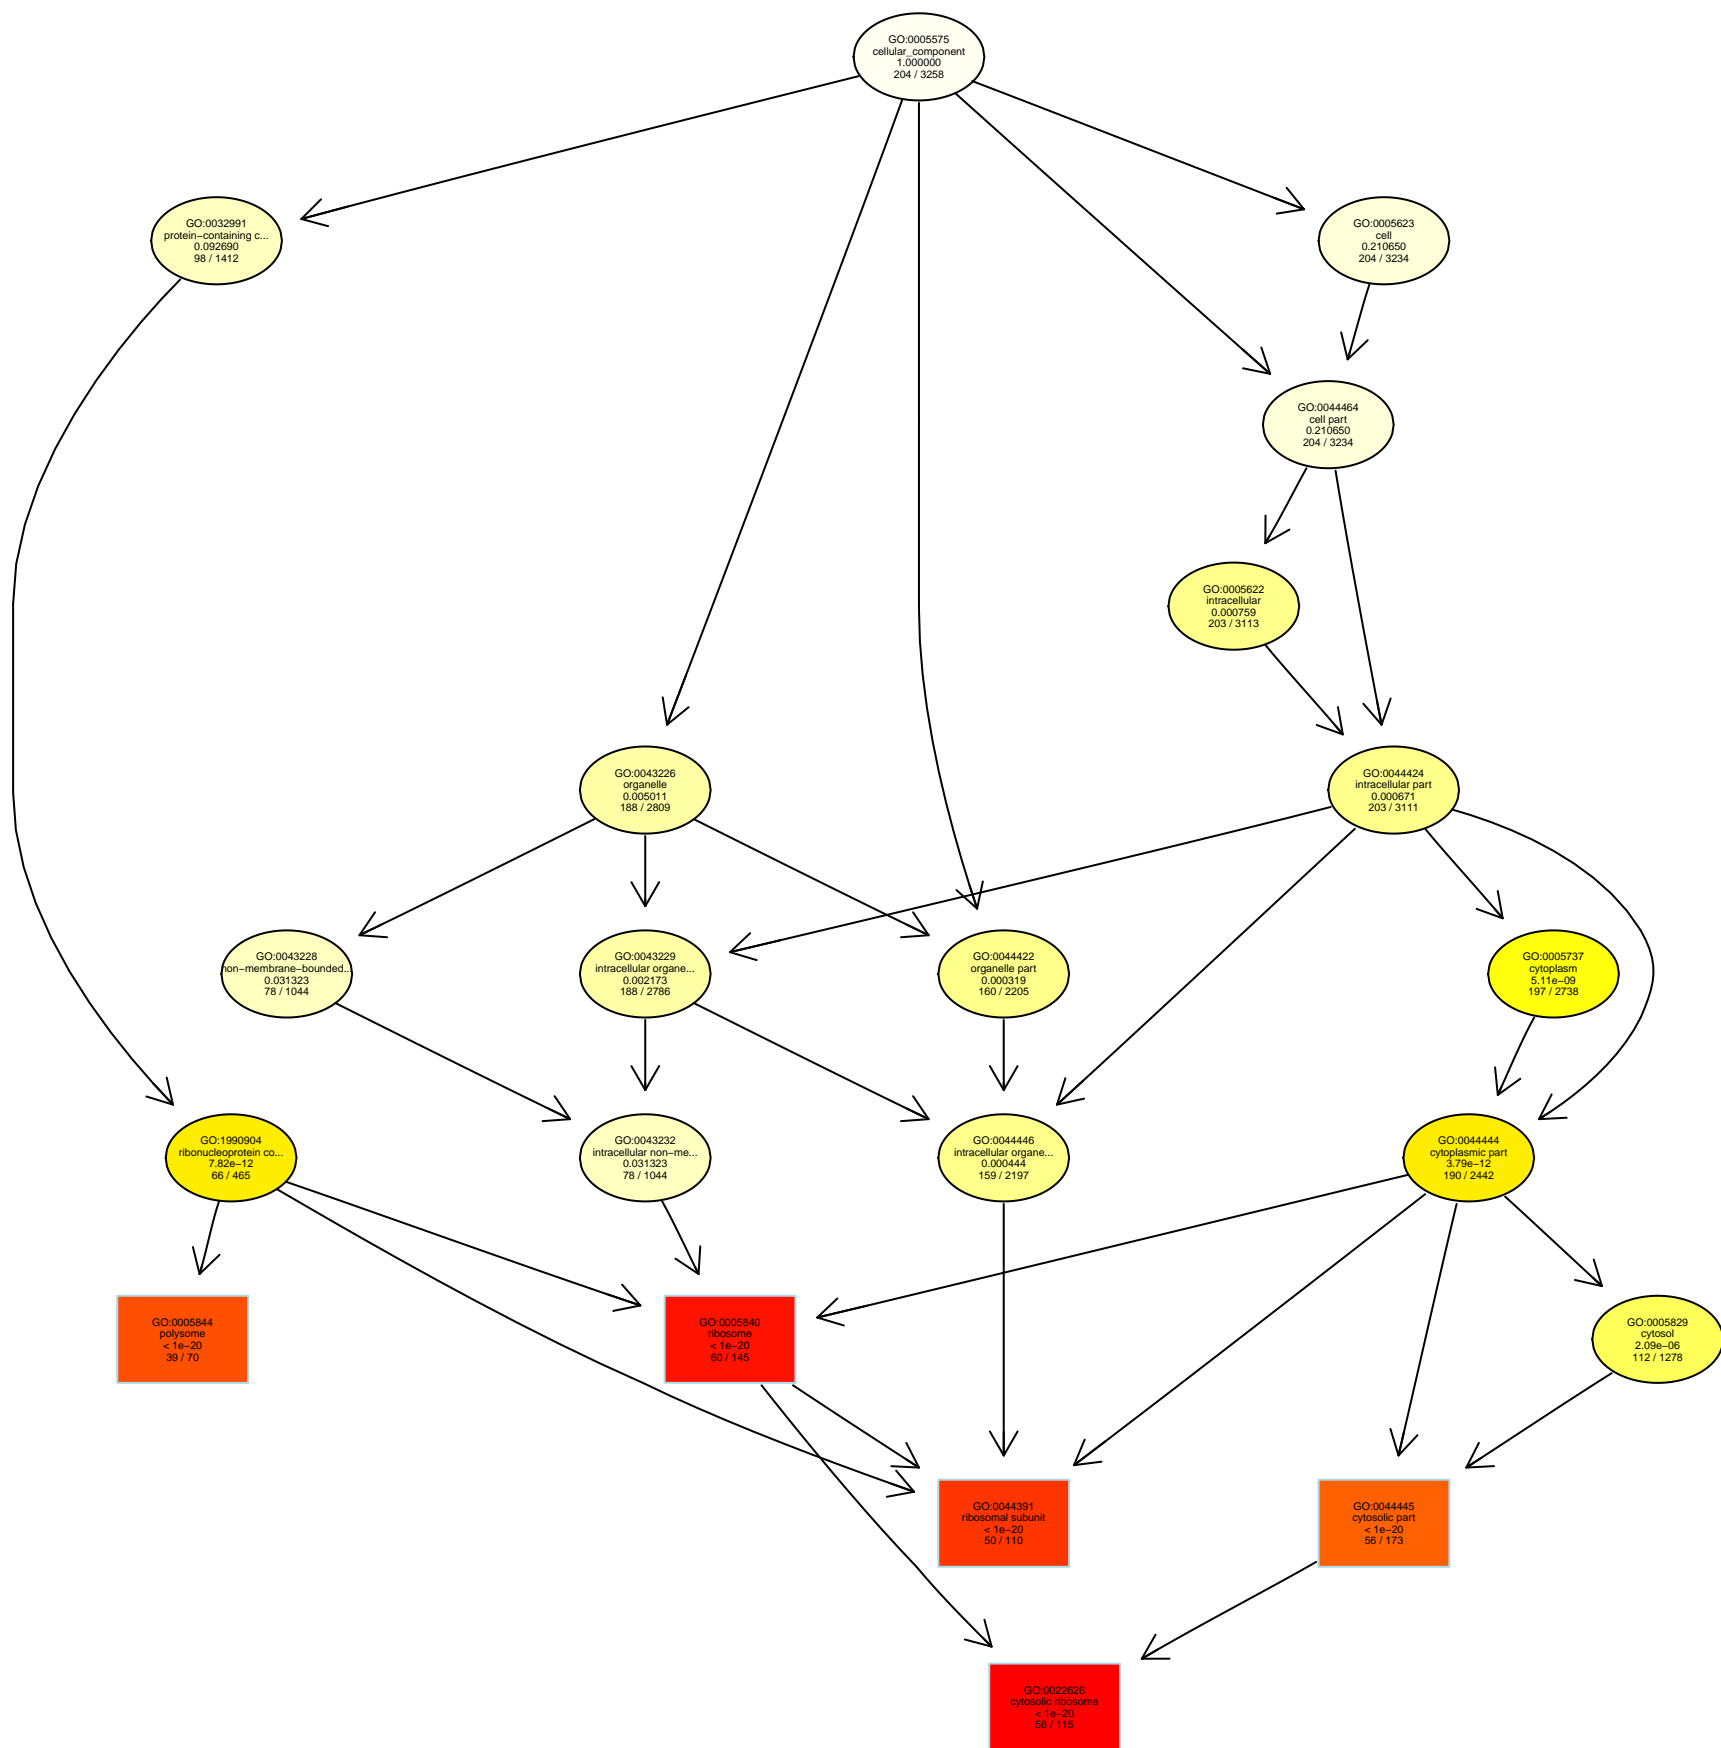 GO:0005575
cellular_component
1.000000
204 / 3258
GO:0032991
protein−containing c...
0.092690
98 / 1412
GO:0005623
cell
0.210650
204 / 3234
GO:0044464
cell part
0.210650
204 / 3234
GO:0005622
intracellular
0.000759
203 / 3113
GO:0043226
organelle
0.005011
188 / 2809
GO:0044424
intracellular part
0.000671
203 / 3111
GO:0043228
non−membrane−bounded...
0.031323
78 / 1044
GO:0043229
intracellular organe...
0.002173
188 / 2786
GO:0044422
organelle part
0.000319
160 / 2205
GO:0005737
cytoplasm
5.11e−09
197 / 2738
GO:1990904
ribonucleoprotein co...
7.82e−12
66 / 465
GO:0043232
intracellular non−me...
0.031323
78 / 1044
GO:0044446
intracellular organe...
0.000444
159 / 2197
GO:0044444
cytoplasmic part
3.79e−12
190 / 2442
GO:0005844
polysome
< 1e−20
39 / 70
GO:0005840
ribosome
< 1e−20
60 / 145
GO:0005829
cytosol
2.09e−06
112 / 1278
GO:0044391
ribosomal subunit
< 1e−20
50 / 110
GO:0044445
cytosolic part
< 1e−20
56 / 173
GO:0022626
cytosolic ribosome
< 1e−20
56 / 115